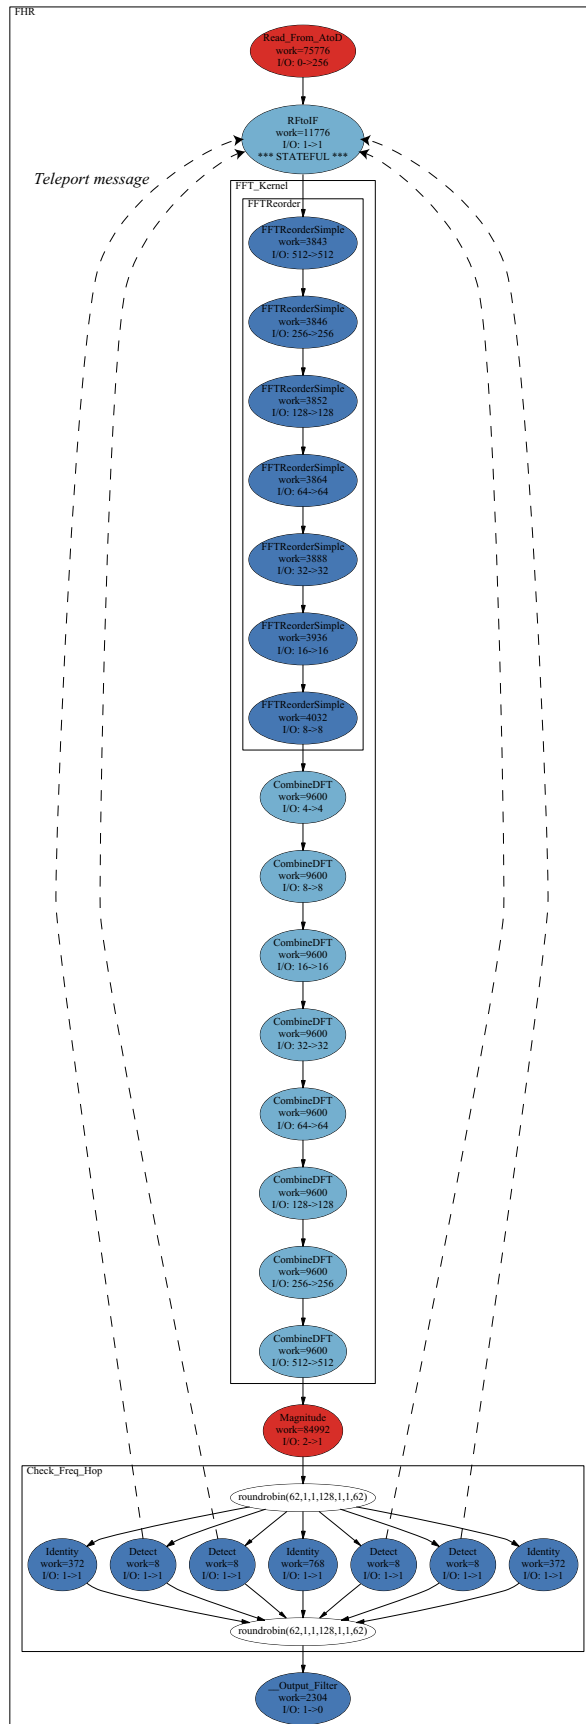 FHR
Read_From_AtoD
work=75776
I/O: 0->256
RFtoIF
work=11776
I/O: 1->1
*** STATEFUL ***
Teleport message
FFT_Kernel
FFTReorder
FFTReorderSimple
work=3843
I/O: 512->512
FFTReorderSimple
work=3846
I/O: 256->256
FFTReorderSimple
work=3852
I/O: 128->128
FFTReorderSimple
work=3864
I/O: 64->64
FFTReorderSimple
work=3888
I/O: 32->32
FFTReorderSimple
work=3936
I/O: 16->16
FFTReorderSimple
work=4032
I/O: 8->8
CombineDFT
work=9600
I/O: 4->4
CombineDFT
work=9600
I/O: 8->8
CombineDFT
work=9600
I/O: 16->16
CombineDFT
work=9600
I/O: 32->32
CombineDFT
work=9600
I/O: 64->64
CombineDFT
work=9600
I/O: 128->128
CombineDFT
work=9600
I/O: 256->256
CombineDFT
work=9600
I/O: 512->512
Magnitude
work=84992
I/O: 2->1
Check_Freq_Hop
roundrobin(62,1,1,128,1,1,62)
Identity
work=372
I/O: 1->1
Detect
work=8
I/O: 1->1
Detect
work=8
I/O: 1->1
Identity
work=768
I/O: 1->1
Detect
work=8
I/O: 1->1
Detect
work=8
I/O: 1->1
Identity
work=372
I/O: 1->1
roundrobin(62,1,1,128,1,1,62)
__Output_Filter
work=2304
I/O: 1->0